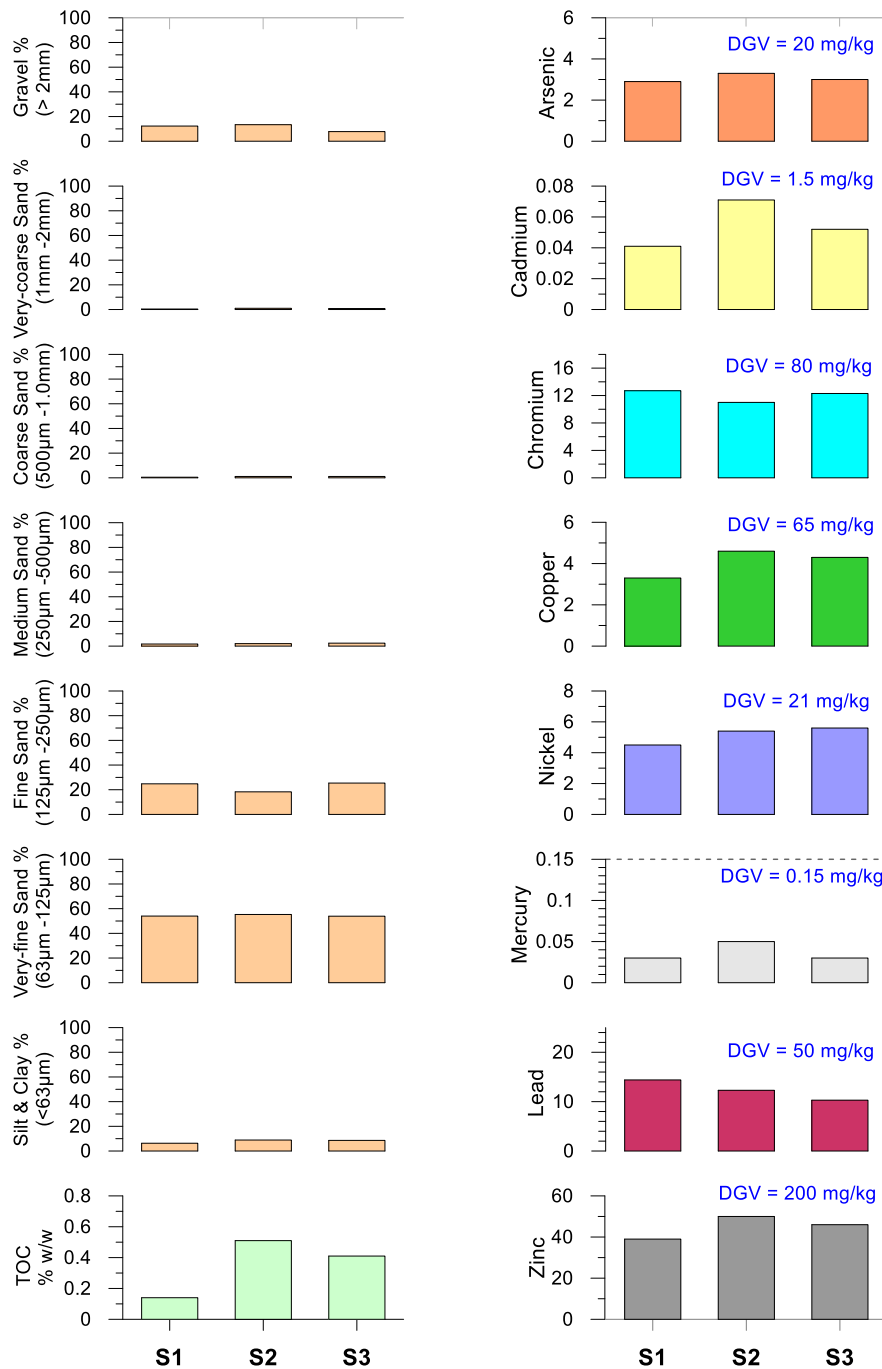 Gravel %
(> 2mm)
100
80
60
40
20
0
Very-coarse Sand %
(1mm -2mm)
100
80
60
40
20
0
Coarse Sand %
(500µm -1.0mm)
100
80
60
40
20
0
Medium Sand %
(250µm -500µm)
100
80
60
40
20
0
Fine Sand %
(125µm -250µm)
100
80
60
40
20
0
Very-fine Sand %
(63µm -125µm)
100
80
60
40
20
0
Silt & Clay %
(<63µm)
100
80
60
40
20
0
TOC
% w/w
0.8
0.6
0.4
0.2
0
S1 S2 S3
Arsenic
6
4
2
0
DGV = 20 mg/kg
Cadmium
0.08
0.06
0.04
0.02
0
DGV = 1.5 mg/kg
Chromium
16
12
8
4
0
DGV = 80 mg/kg
Copper
6
4
2
0
DGV = 65 mg/kg
Nickel
8
6
4
2
0
DGV = 21 mg/kg
Mercury
0.15
0.1
0.05
0
DGV = 0.15 mg/kg
Lead
20
10
0
DGV = 50 mg/kg
Zinc
60
40
20
0
DGV = 200 mg/kg
S1 S2 S3